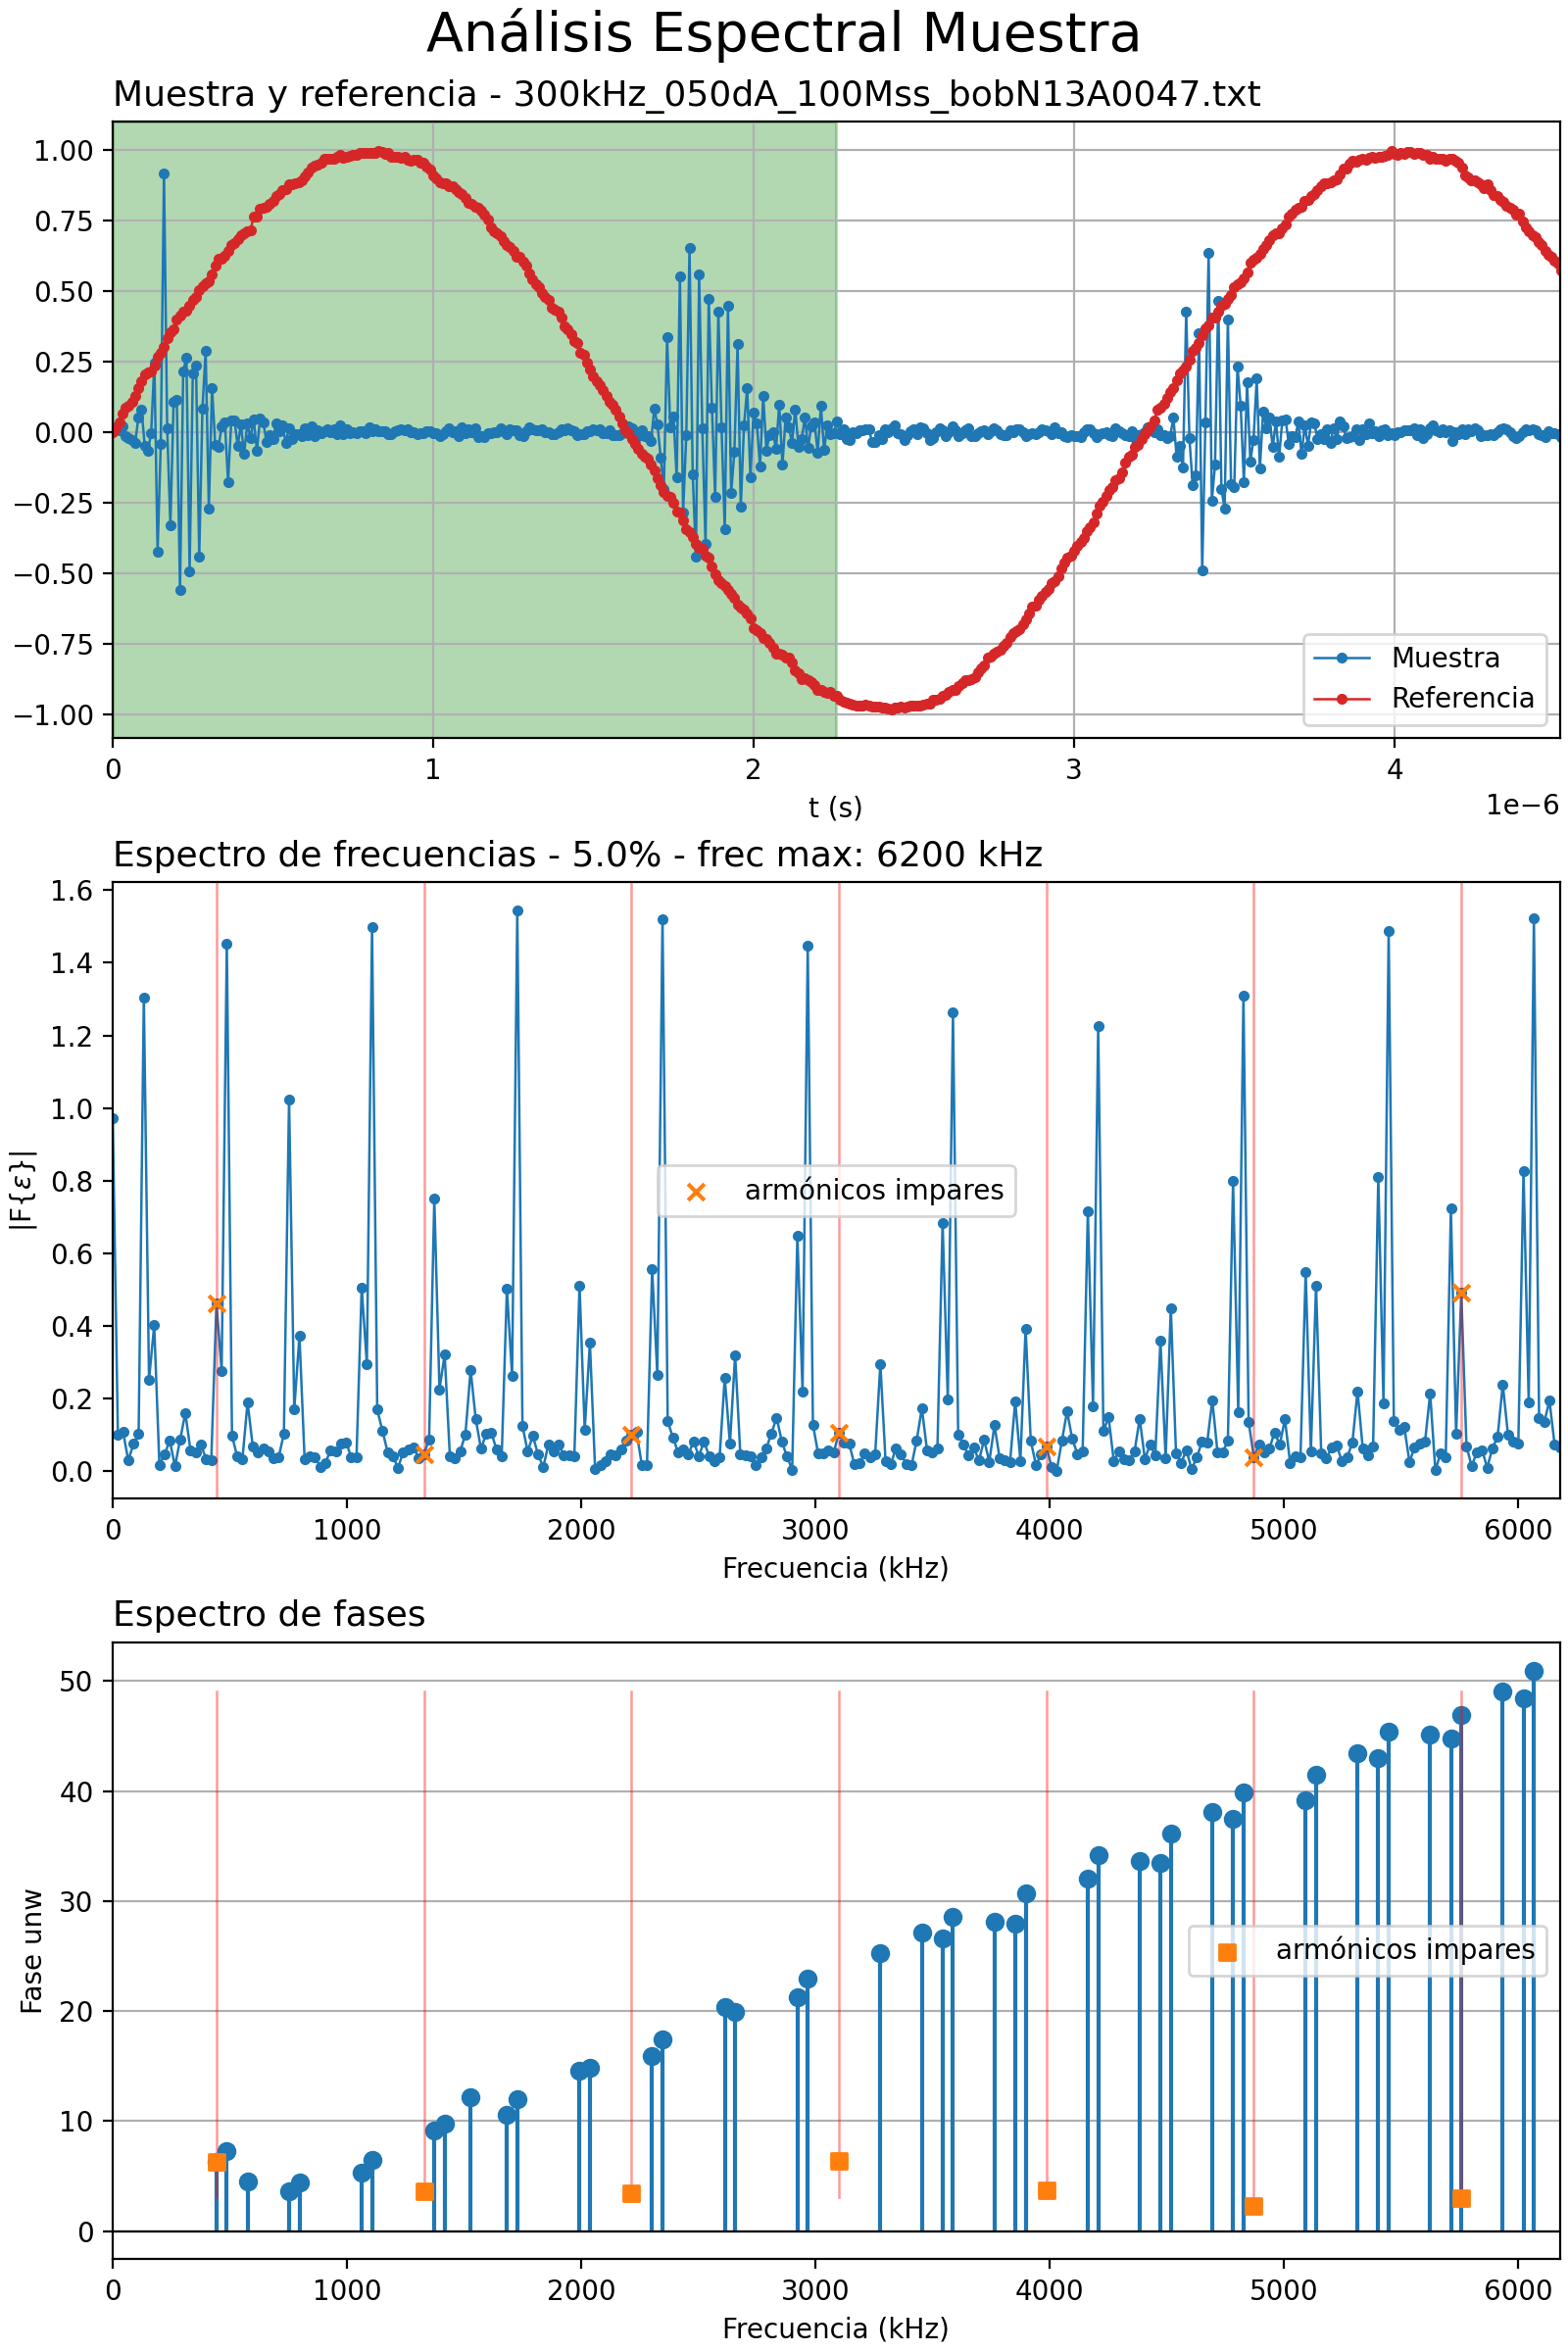 Análisis Espectral Muestra
Muestra y referencia - 300kHz_050dA_100Mss_bobN13A0047.txt
1.00
0.75
0.50
0.25
0.00
−0.25
−0.50
−0.75
−1.00
Muestra
Referencia
0 1 2 3 4
t (s)
1e−6
Espectro de frecuencias - 5.0% - frec max: 6200 kHz
1.6
1.4
1.2
1.0
0.8
0.6
0.4
0.2
0.0
|F{ε}|
armónicos impares
0 1000 2000 3000 4000 5000 6000
Frecuencia (kHz)
Espectro de fases
50
40
30
20
10
0
Fase unw
armónicos impares
0 1000 2000 3000 4000 5000 6000
Frecuencia (kHz)